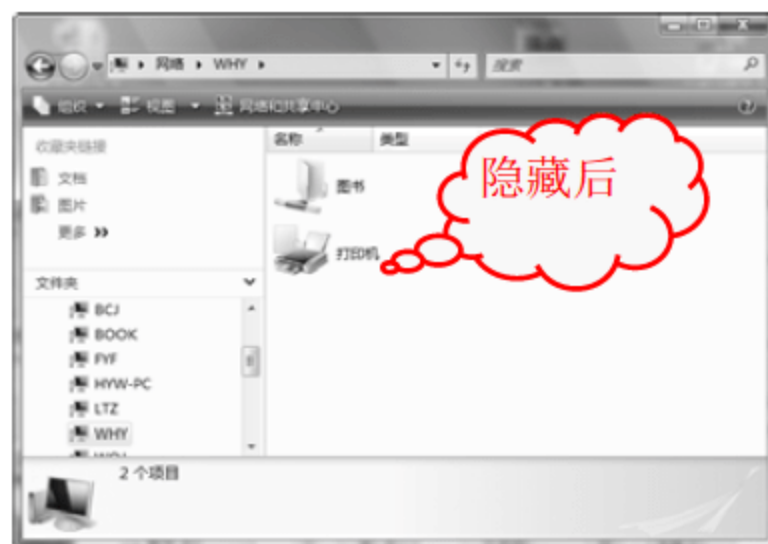 网络 ▸ WHY ▸
搜索
组织 视图 网络和共享中心
收藏夹链接
文档
图片
更多 »
文件夹
BCJ
BOOK
FYF
HYW-PC
LTZ
WHY
名称 类型
图书
打印机
隐藏后
2 个项目